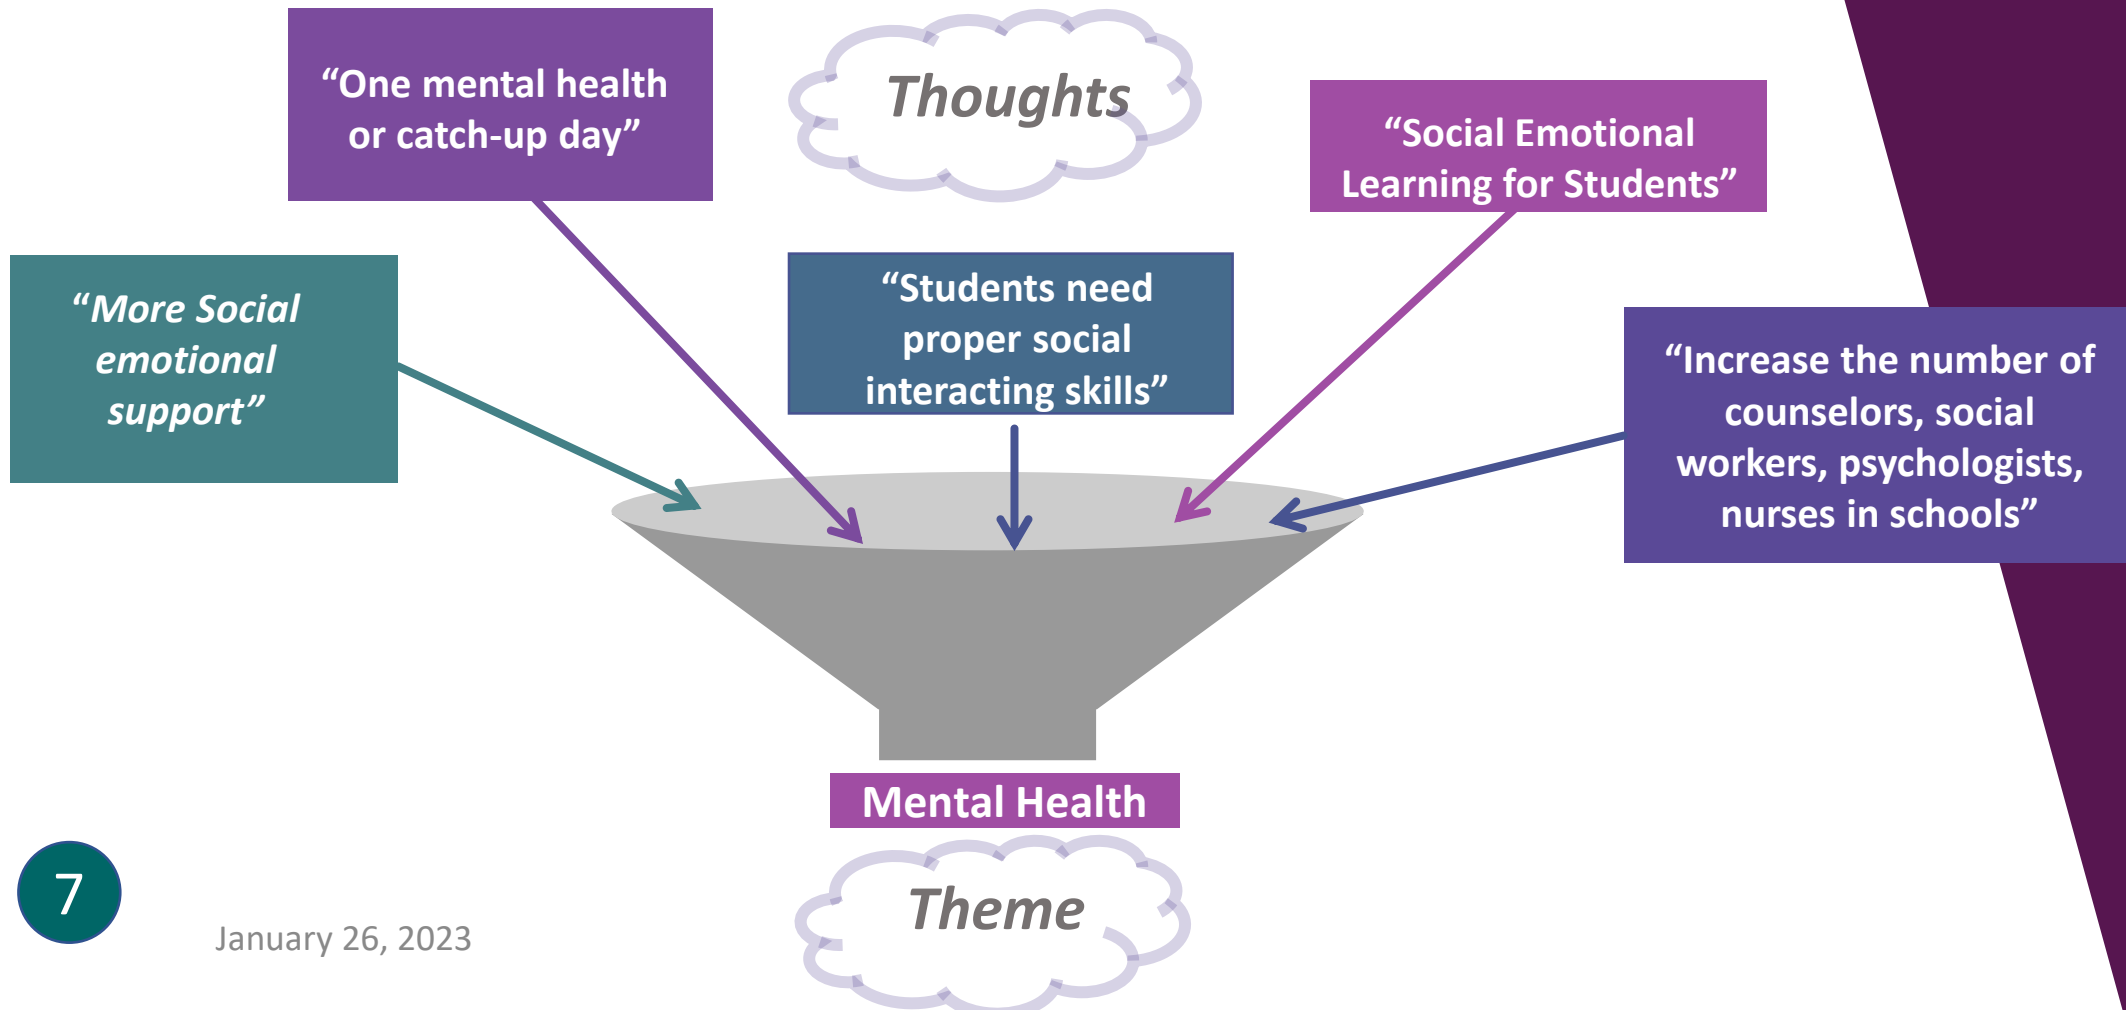 Thoughts
“One mental health
or catch-up day”
“Social Emotional
Learning for Students”
“More Social
emotional
support”
“Students need
proper social
interacting skills”
“Increase the number of
counselors, social
workers, psychologists,
nurses in schools”
Mental Health
Theme
7
January 26, 2023